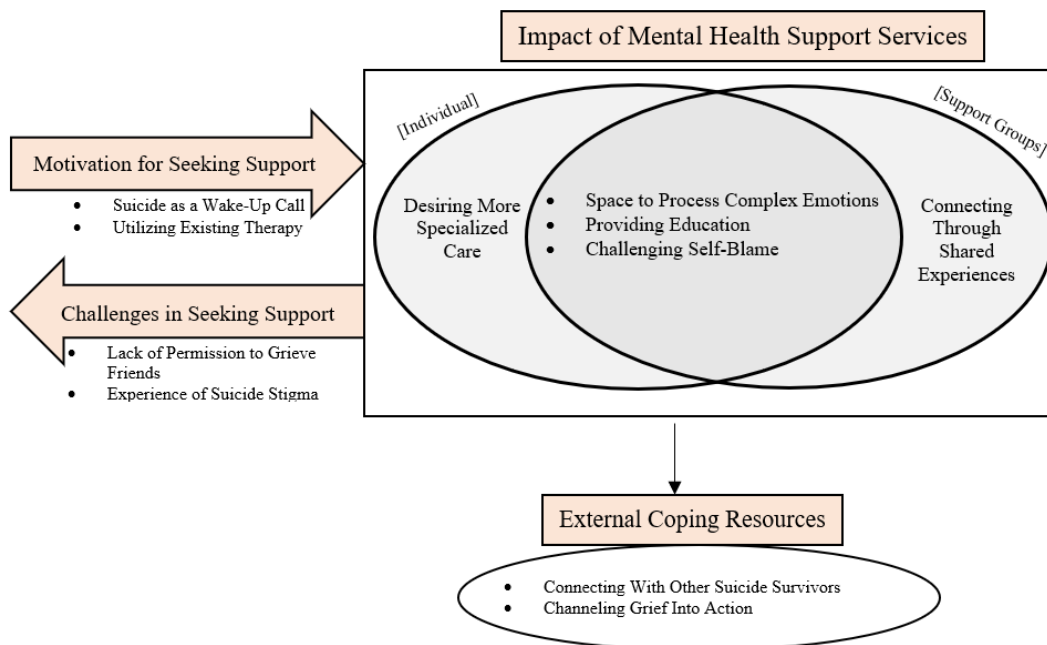 Impact of Mental Health Support Services
[Individual]
[Support Groups]
Motivation for Seeking Support
• Suicide as a Wake-Up Call
• Utilizing Existing Therapy
Desiring More
Specialized
Care
• Space to Process Complex Emotions
• Providing Education
• Challenging Self-Blame
Connecting
Through
Shared
Experiences
Challenges in Seeking Support
• Lack of Permission to Grieve
Friends
• Experience of Suicide Stigma
External Coping Resources
• Connecting With Other Suicide Survivors
• Channeling Grief Into Action